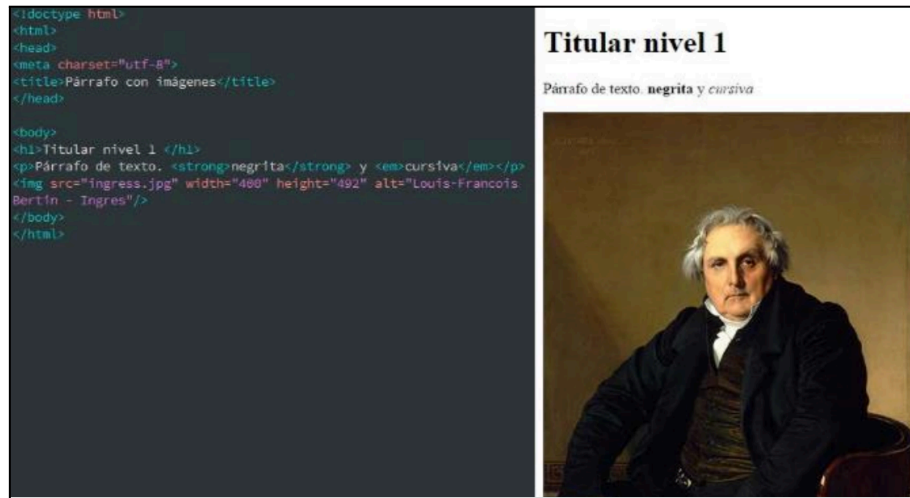 <!doctype html>
<html>
<head>
<meta charset="utf-8">
<title>Párrafo con imágenes</title>
</head>
<body>
<h1>Titular nivel 1 </h1>
<p>Párrafo de texto. <strong>negrita</strong> y <em>cursiva</em></p>
<img src="ingress.jpg" width="400" height="492" alt="Louis-Francois
Bertin - Ingres"/>
</body>
</html>
Titular nivel 1
Párrafo de texto. negrita y cursiva